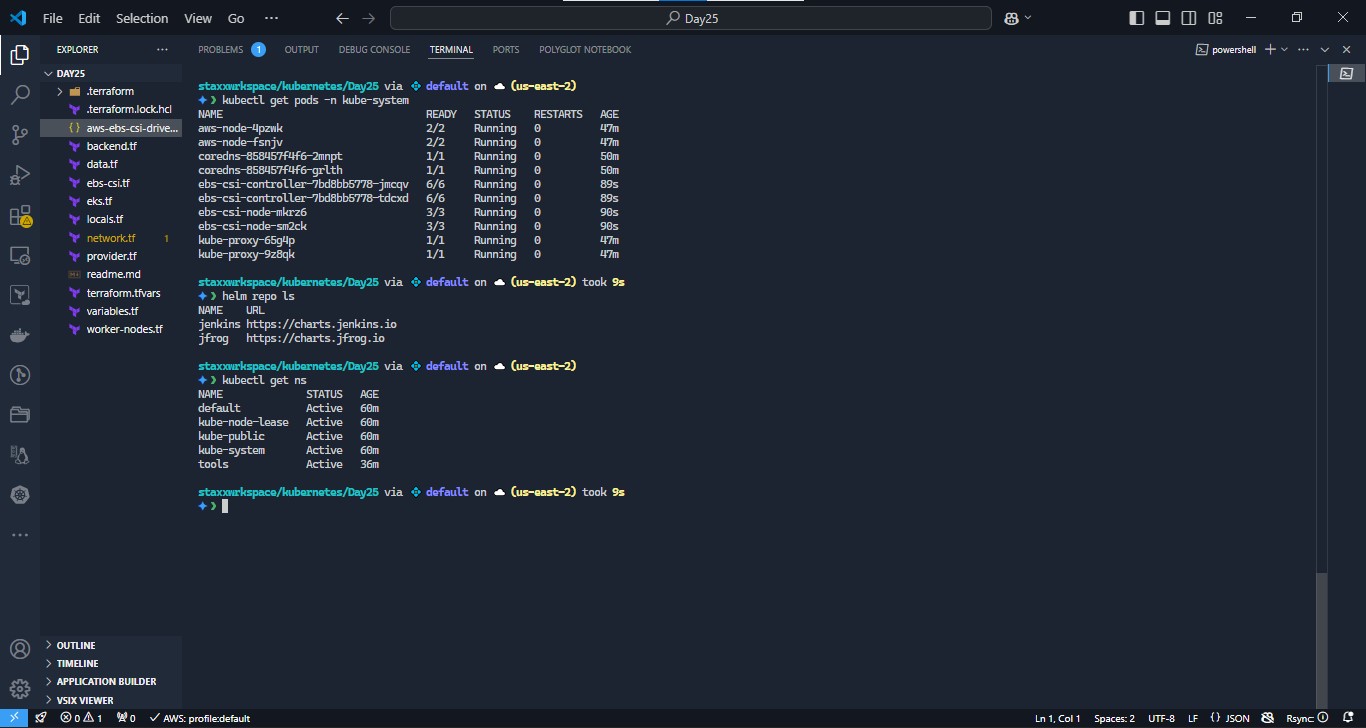 File Edit Selection View Go ··· Day25
EXPLORER ···
PROBLEMS 1 OUTPUT DEBUG CONSOLE TERMINAL PORTS POLYGLOT NOTEBOOK powershell
DAY25
.terraform
.terraform.lock.hcl
aws-ebs-csi-drive...
backend.tf
data.tf
ebs-csi.tf
eks.tf
locals.tf
network.tf 1
provider.tf
readme.md
terraform.tfvars
variables.tf
worker-nodes.tf
OUTLINE
TIMELINE
APPLICATION BUILDER
VSIX VIEWER
staxxwrkspace/kubernetes/Day25 via default on (us-east-2)
❯ kubectl get pods -n kube-system
NAME READY STATUS RESTARTS AGE
aws-node-4pzwk 2/2 Running 0 47m
aws-node-fsnjv 2/2 Running 0 47m
coredns-858457f4f6-2mnpt 1/1 Running 0 50m
coredns-858457f4f6-grlth 1/1 Running 0 50m
ebs-csi-controller-7bd8bb5778-jmcqv 6/6 Running 0 89s
ebs-csi-controller-7bd8bb5778-tdcxd 6/6 Running 0 89s
ebs-csi-node-mkrz6 3/3 Running 0 90s
ebs-csi-node-sm2ck 3/3 Running 0 90s
kube-proxy-65g4p 1/1 Running 0 47m
kube-proxy-9z8qk 1/1 Running 0 47m
staxxwrkspace/kubernetes/Day25 via default on (us-east-2) took 9s
❯ helm repo ls
NAME URL
jenkins https://charts.jenkins.io
jfrog https://charts.jfrog.io
staxxwrkspace/kubernetes/Day25 via default on (us-east-2)
❯ kubectl get ns
NAME STATUS AGE
default Active 60m
kube-node-lease Active 60m
kube-public Active 60m
kube-system Active 60m
tools Active 36m
staxxwrkspace/kubernetes/Day25 via default on (us-east-2) took 9s
❯
0 1 0 AWS: profile:default Ln 1, Col 1 Spaces: 2 UTF-8 LF {} JSON Rsync: